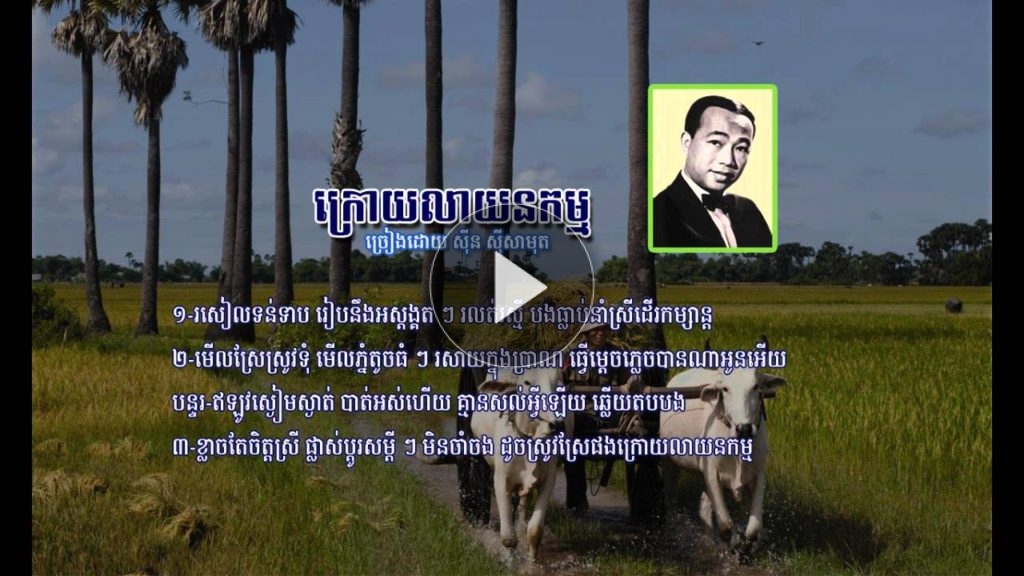 ក្រោយលាយនកម្ម
ច្រៀងដោយ ស៊ីន ស៊ីសាមុត
១-រសៀលទន់ទាប រៀបនឹងអស្តង្គត ៗ បងធ្លាប់នាំស្រីដើរកម្សាន្ត
២-មើលស្រែស្រូវទុំ មើលភ្នំតូចធំ ៗ រសាយក្នុងប្រាណ ធ្វើម្តេចភ្លេចបានណាអូនអើយ
បន្ទរ-ឥឡូវស្ងៀមស្ងាត់ បាត់អស់ហើយ គ្មានសល់អ្វីឡើយ ឆ្លើយតបបង
៣-ខ្លាចតែចិត្តស្រី ផ្លាស់ប្តូរសម្តី ៗ មិនចាំចង ដូចស្រូវស្រែផងក្រោយលាយនកម្ម